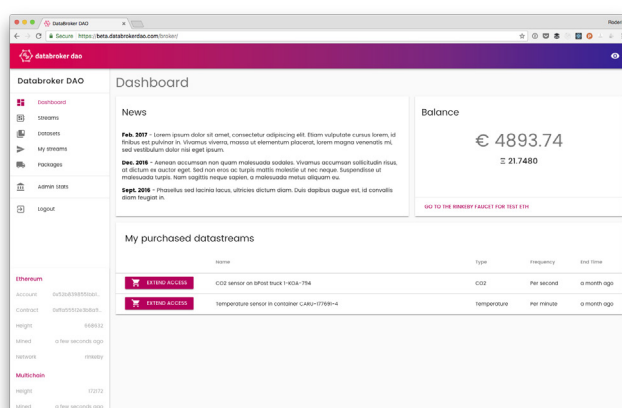 DataBroker DAO
Rodari
Secure
https://beta.databrokerdao.com/broker/
databroker dao
Databroker DAO
Dashboard
Streams
Datasets
My streams
Packages
Admin Stats
Logout
Ethereum
Account
Contract
Height
Mined a few seconds ago
Network rinkeby
Multichain
Height
Mined a few seconds ago
Dashboard
News
Feb. 2017 - Lorem ipsum dolor sit amet, consectetur adipiscing elit. Etiam vulputate cursus lorem, id
finibus est pulvinar in. Vivamus viverra, massa ut elementum placerat, lorem magna venenatis mi,
sed vestibulum dolor nisi eget ipsum.
Dec. 2016 - Aenean accumsan non quam malesuada sodales. Vivamus accumsan sollicitudin risus,
at dictum ex auctor eget. Sed non eros ac turpis mattis molestie ut nec neque. Suspendisse ut
malesuada turpis. Nam sagittis neque sapien, a malesuada metus aliquam eu.
Sept. 2016 - Phasellus sed lacinia lacus, ultricies dictum diam. Duis dapibus augue est, id convallis
diam feugiat in.
Balance
€ 4893.74
Ξ 21.7480
GO TO THE RINKEBY FAUCET FOR TEST ETH
My purchased datastreams
Name Type Frequency End Time
EXTEND ACCESS CO2 sensor on bPost truck 1-KOA-794 CO2 Per second a month ago
EXTEND ACCESS Temperature sensor in container CARU-177691-4 Temperature Per minute a month ago